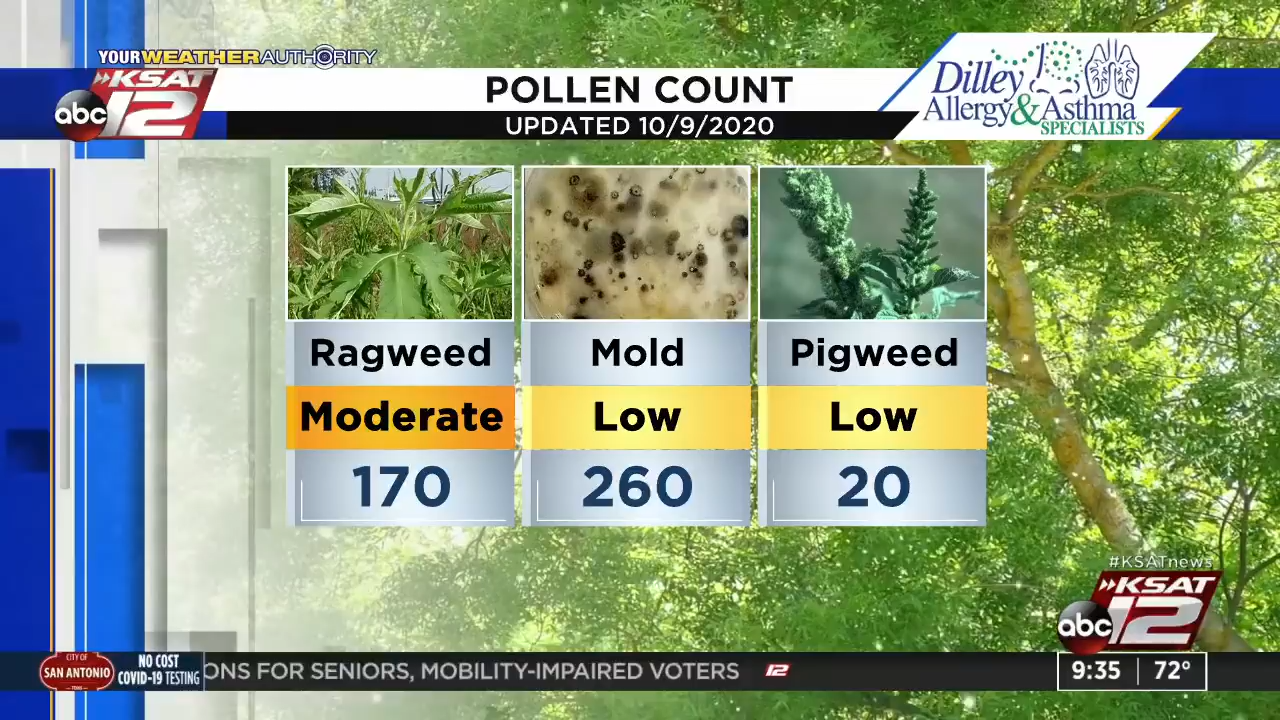 YOUR WEATHER AUTHORITY
KSAT
abc 12
POLLEN COUNT
UPDATED 10/9/2020
Dilley
Allergy & Asthma
SPECIALISTS
Ragweed Mold Pigweed
Moderate Low Low
170 260 20
#KSATnews
KSAT
abc 12
CITY OF
SAN ANTONIO
NO COST
COVID-19 TESTING
ONS FOR SENIORS, MOBILITY-IMPAIRED VOTERS 12
9:35 72°